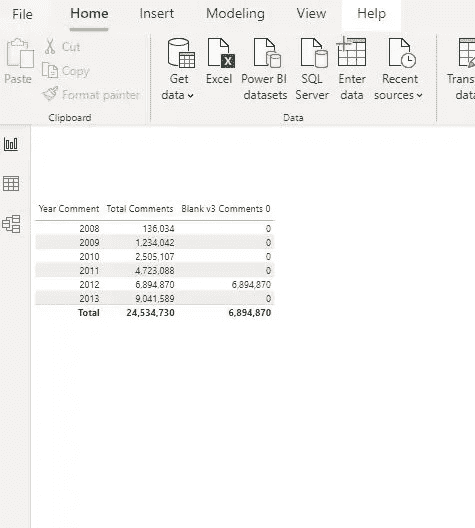 File Home Insert Modeling View Help
Paste
Cut
Copy
Format painter
Clipboard
Get data
Excel
Power BI datasets
SQL Server
Enter data
Recent sources
Data
Trans
data
Year Comment Total Comments Blank v3 Comments 0
2008 136,034 0
2009 1,234,042 0
2010 2,505,107 0
2011 4,723,088 0
2012 6,894,870 6,894,870
2013 9,041,589 0
Total 24,534,730 6,894,870